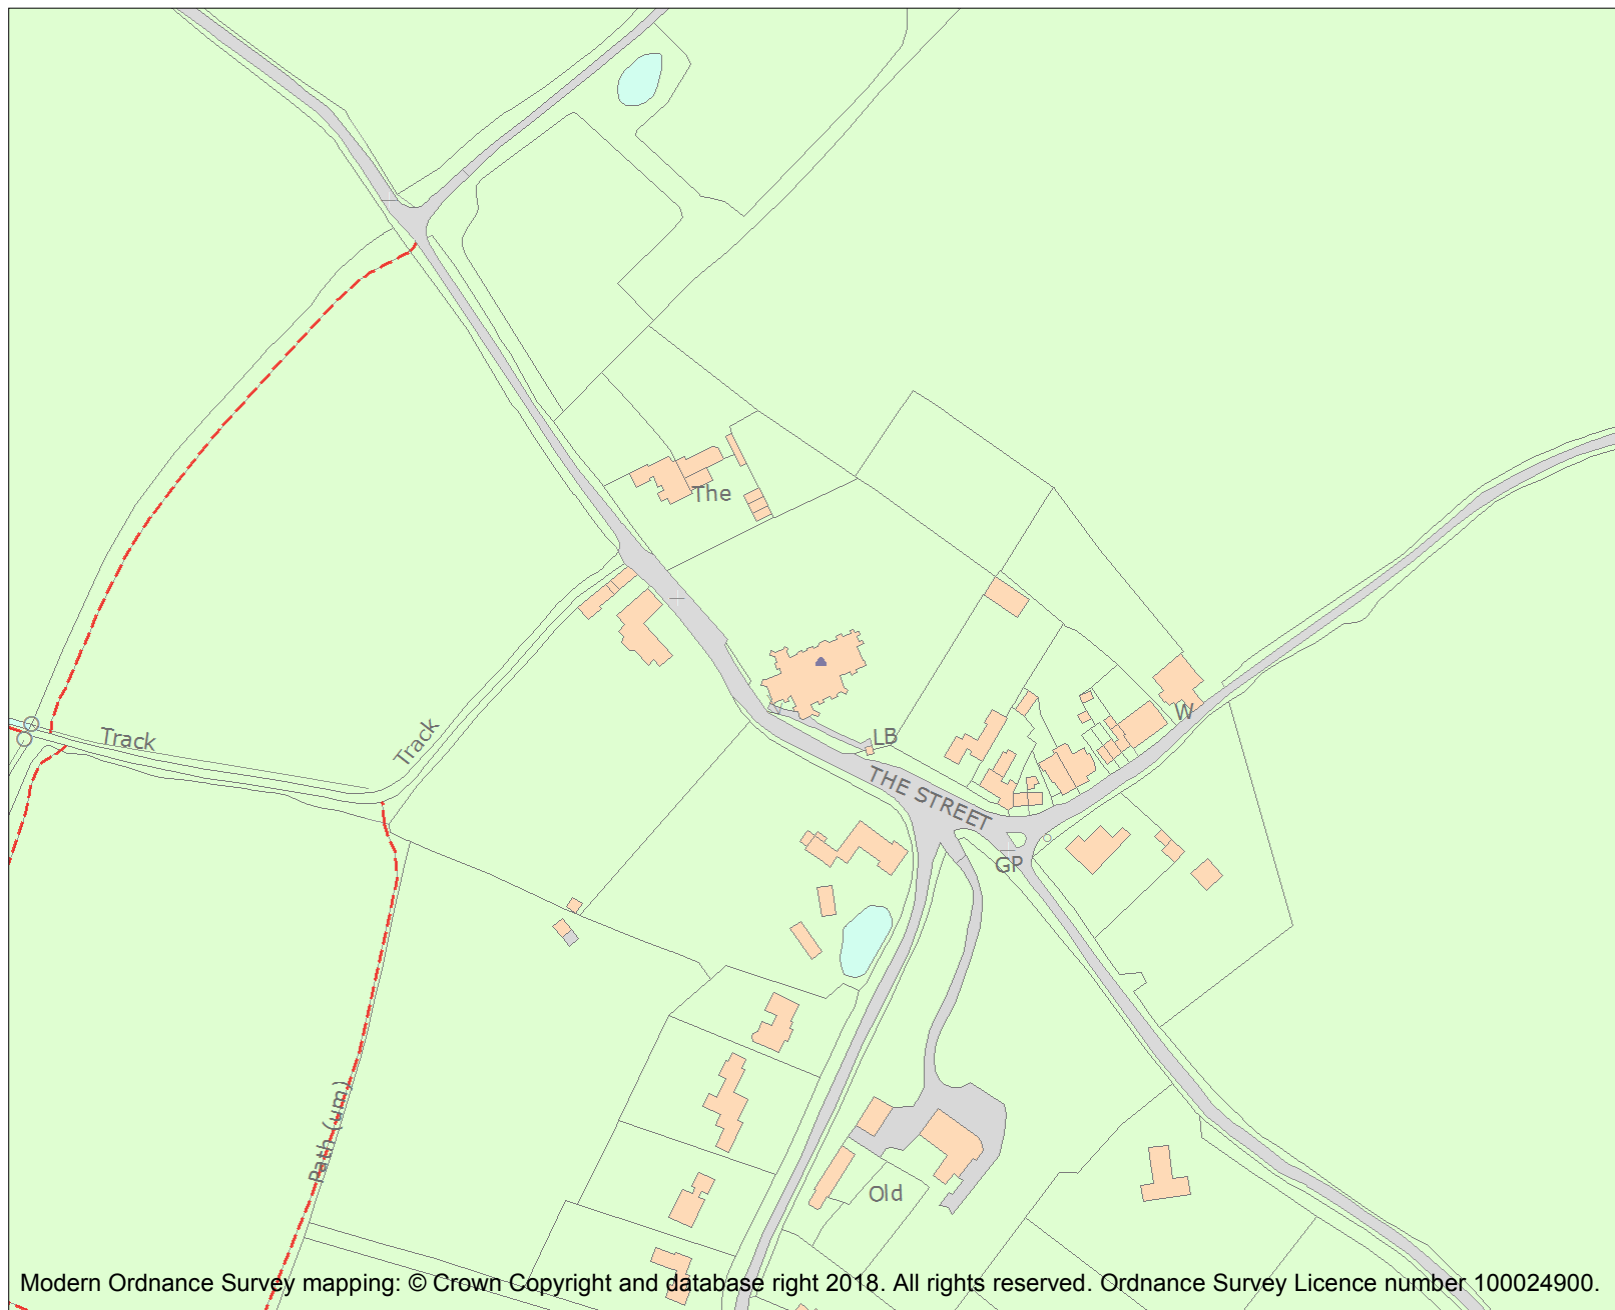 The
Track
Track
W
LB
THE STREET
GP
Path (um)
Old
Modern Ordnance Survey mapping: © Crown Copyright and database right 2018. All rights reserved. Ordnance Survey Licence number 100024900.